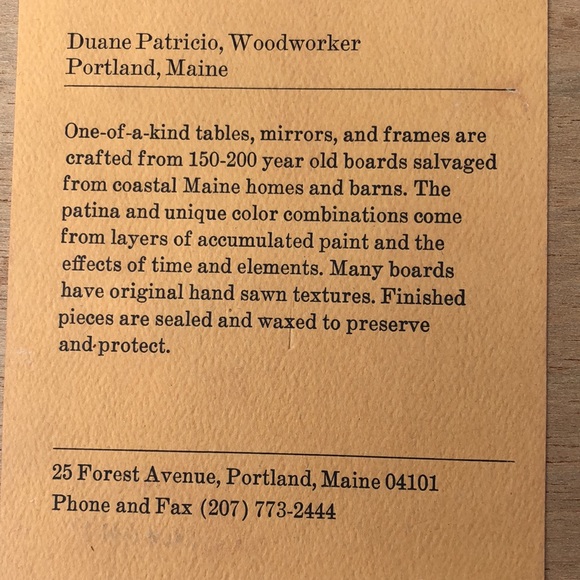 Duane Patricio, Woodworker
Portland, Maine
One-of-a-kind tables, mirrors, and frames are
crafted from 150-200 year old boards salvaged
from coastal Maine homes and barns. The
patina and unique color combinations come
from layers of accumulated paint and the
effects of time and elements. Many boards
have original hand sawn textures. Finished
pieces are sealed and waxed to preserve
and protect.
25 Forest Avenue, Portland, Maine 04101
Phone and Fax (207) 773-2444